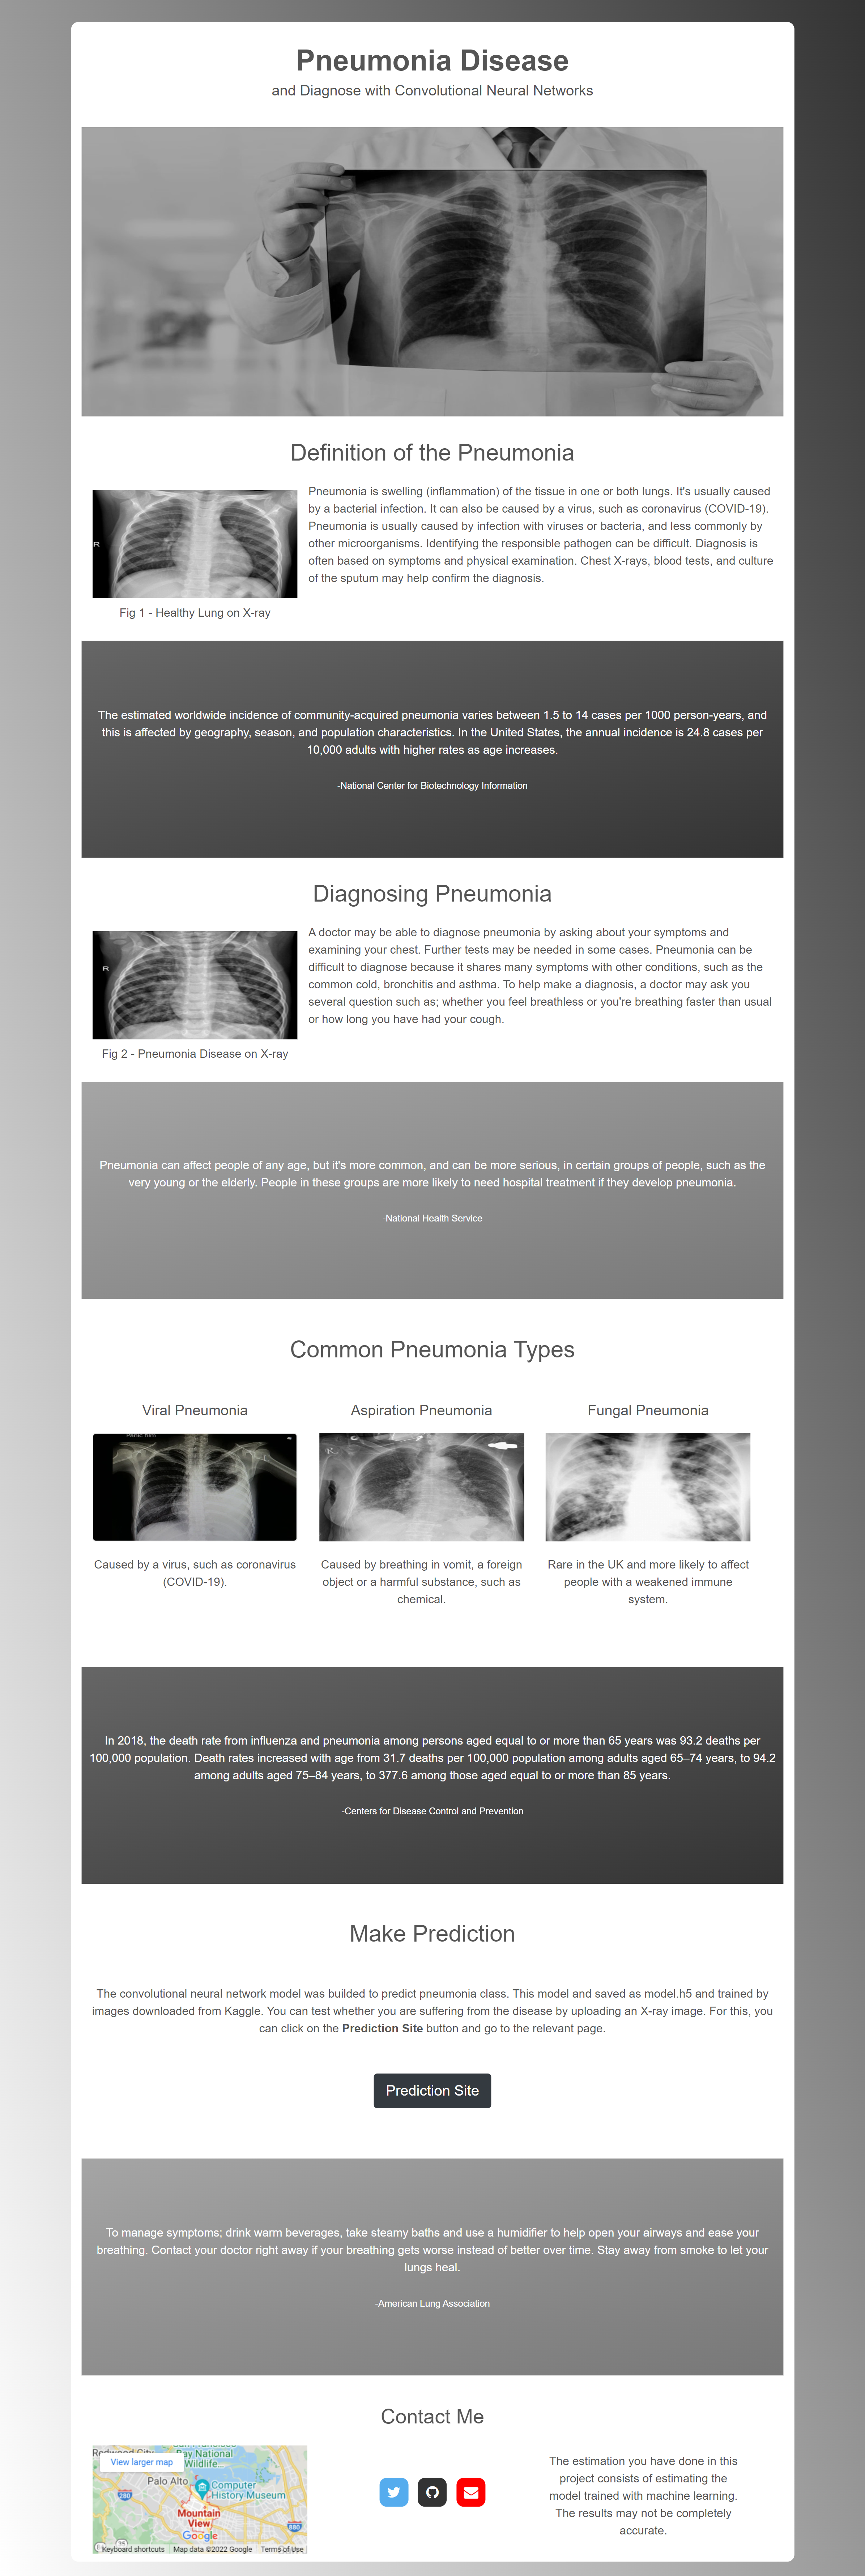 Pneumonia Disease
and Diagnose with Convolutional Neural Networks
Definition of the Pneumonia
R
Fig 1 - Healthy Lung on X-ray
Pneumonia is swelling (inflammation) of the tissue in one or both lungs. It's usually caused
by a bacterial infection. It can also be caused by a virus, such as coronavirus (COVID-19).
Pneumonia is usually caused by infection with viruses or bacteria, and less commonly by
other microorganisms. Identifying the responsible pathogen can be difficult. Diagnosis is
often based on symptoms and physical examination. Chest X-rays, blood tests, and culture
of the sputum may help confirm the diagnosis.
The estimated worldwide incidence of community-acquired pneumonia varies between 1.5 to 14 cases per 1000 person-years, and
this is affected by geography, season, and population characteristics. In the United States, the annual incidence is 24.8 cases per
10,000 adults with higher rates as age increases.
-National Center for Biotechnology Information
Diagnosing Pneumonia
R
Fig 2 - Pneumonia Disease on X-ray
A doctor may be able to diagnose pneumonia by asking about your symptoms and
examining your chest. Further tests may be needed in some cases. Pneumonia can be
difficult to diagnose because it shares many symptoms with other conditions, such as the
common cold, bronchitis and asthma. To help make a diagnosis, a doctor may ask you
several question such as; whether you feel breathless or you're breathing faster than usual
or how long you have had your cough.
Pneumonia can affect people of any age, but it's more common, and can be more serious, in certain groups of people, such as the
very young or the elderly. People in these groups are more likely to need hospital treatment if they develop pneumonia.
-National Health Service
Common Pneumonia Types
Viral Pneumonia
Caused by a virus, such as coronavirus
(COVID-19).
Aspiration Pneumonia
R
Caused by breathing in vomit, a foreign
object or a harmful substance, such as
chemical.
Fungal Pneumonia
Rare in the UK and more likely to affect
people with a weakened immune
system.
In 2018, the death rate from influenza and pneumonia among persons aged equal to or more than 65 years was 93.2 deaths per
100,000 population. Death rates increased with age from 31.7 deaths per 100,000 population among adults aged 65–74 years, to 94.2
among adults aged 75–84 years, to 377.6 among those aged equal to or more than 85 years.
-Centers for Disease Control and Prevention
Make Prediction
The convolutional neural network model was builded to predict pneumonia class. This model and saved as model.h5 and trained by
images downloaded from Kaggle. You can test whether you are suffering from the disease by uploading an X-ray image. For this, you
can click on the Prediction Site button and go to the relevant page.
Prediction Site
To manage symptoms; drink warm beverages, take steamy baths and use a humidifier to help open your airways and ease your
breathing. Contact your doctor right away if your breathing gets worse instead of better over time. Stay away from smoke to let your
lungs heal.
-American Lung Association
Contact Me
Redwood City
Bay National
Wildlife...
View larger map
Palo Alto
Computer
History Museum
280
Mountain
View
Google
880
Keyboard shortcuts
Map data ©2022 Google
Terms of Use
The estimation you have done in this
project consists of estimating the
model trained with machine learning.
The results may not be completely
accurate.